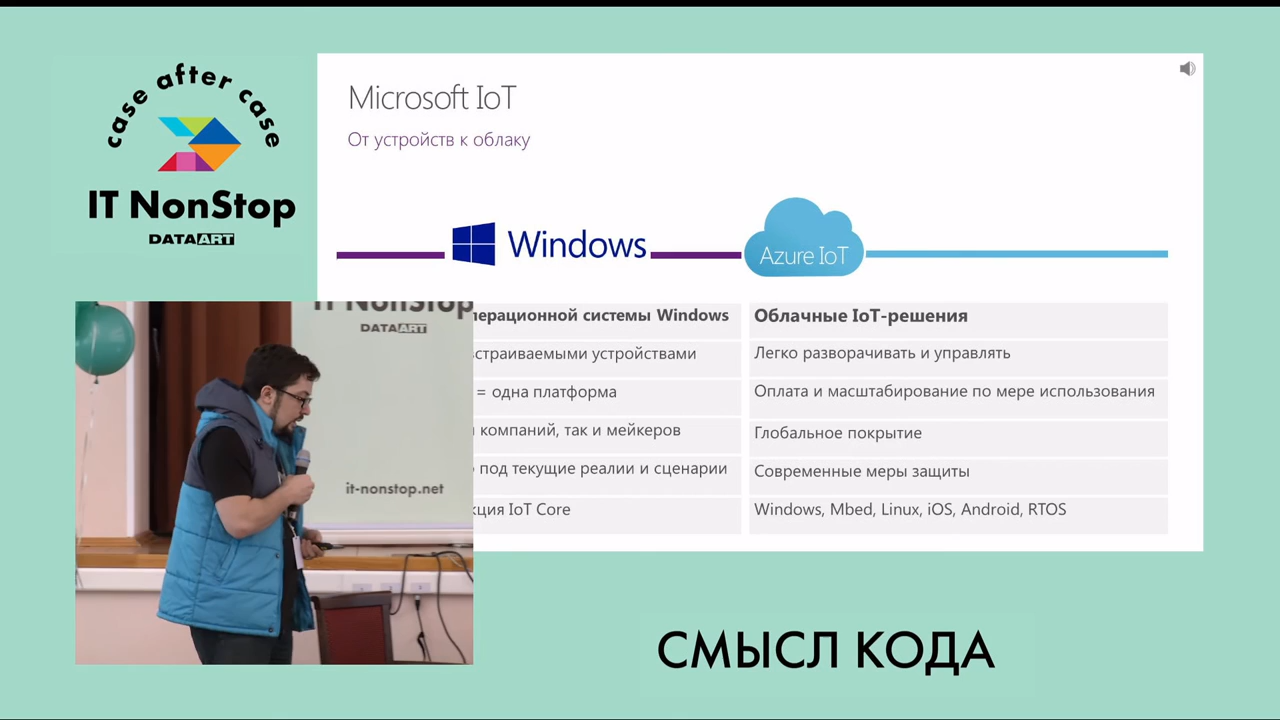 case after case
IT NonStop
DATAART
Microsoft IoT
От устройств к облаку
Windows
Azure IoT
перационной системы Windows
встраиваемыми устройствами
= одна платформа
компаний, так и мейкеров
под текущие реалии и сценарии
кция IoT Core
Облачные IoT-решения
Легко разворачивать и управлять
Оплата и масштабирование по мере использования
Глобальное покрытие
Современные меры защиты
Windows, Mbed, Linux, iOS, Android, RTOS
IT NonStop
DATAART
it-nonstop.net
СМЫСЛ КОДА